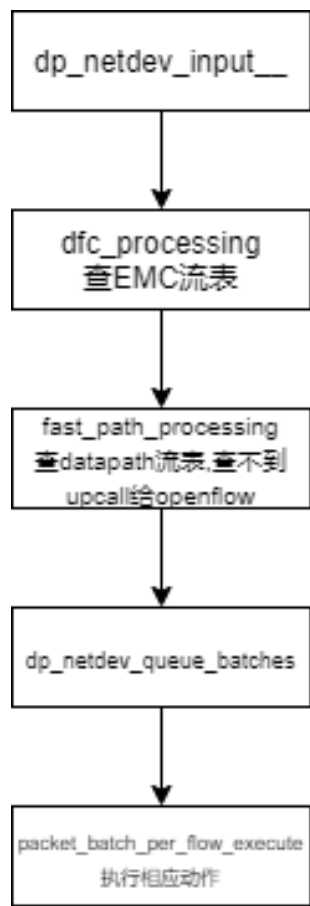 dp_netdev_input__
dfc_processing
查EMC流表
fast_path_processing
查datapath流表,查不到
upcall给openflow
dp_netdev_queue_batches
packet_batch_per_flow_execute
执行相应动作